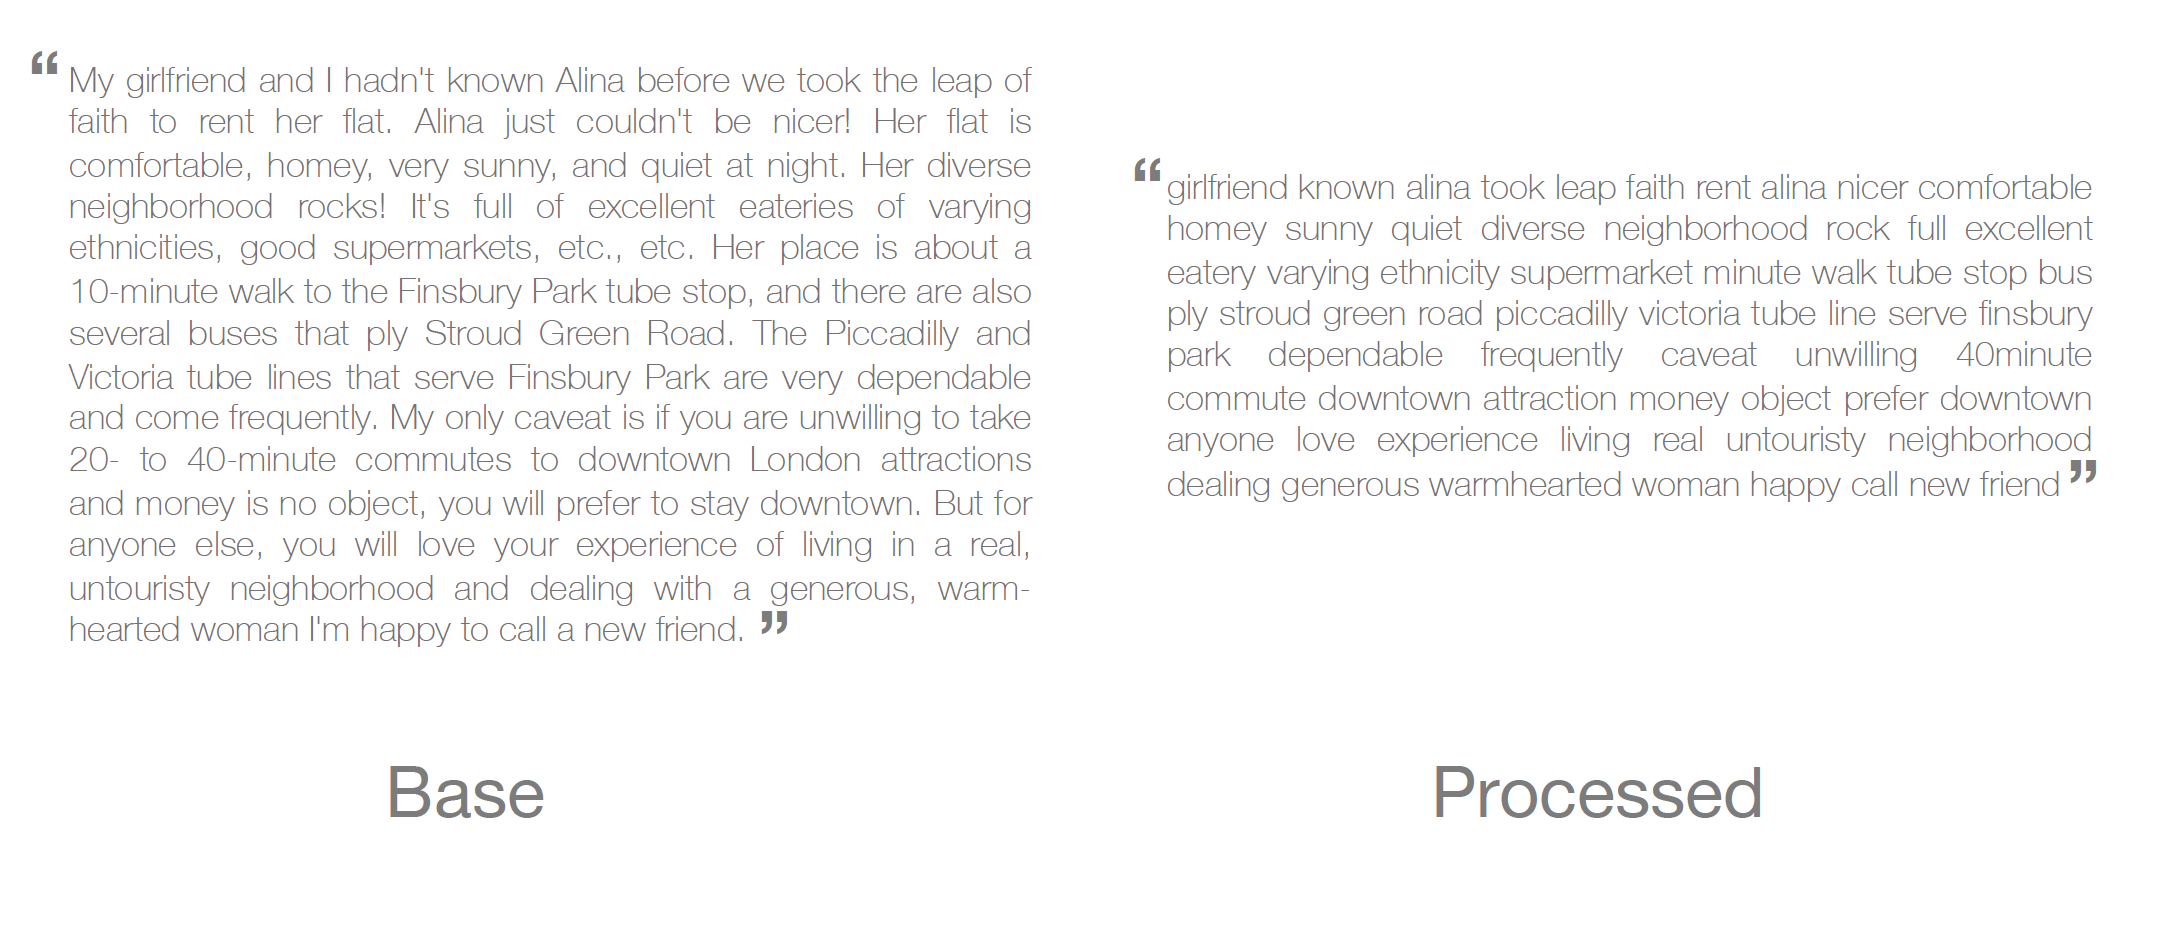 “ My girlfriend and I hadn't known Alina before we took the leap of
faith to rent her flat. Alina just couldn't be nicer! Her flat is
comfortable, homey, very sunny, and quiet at night. Her diverse
neighborhood rocks! It's full of excellent eateries of varying
ethnicities, good supermarkets, etc., etc. Her place is about a
10-minute walk to the Finsbury Park tube stop, and there are also
several buses that ply Stroud Green Road. The Piccadilly and
Victoria tube lines that serve Finsbury Park are very dependable
and come frequently. My only caveat is if you are unwilling to take
20- to 40-minute commutes to downtown London attractions
and money is no object, you will prefer to stay downtown. But for
anyone else, you will love your experience of living in a real,
untouristy neighborhood and dealing with a generous, warm-
hearted woman I'm happy to call a new friend. ”
Base
“ girlfriend known alina took leap faith rent alina nicer comfortable
homey sunny quiet diverse neighborhood rock full excellent
eatery varying ethnicity supermarket minute walk tube stop bus
ply stroud green road piccadilly victoria tube line serve finsbury
park dependable frequently caveat unwilling 40minute
commute downtown attraction money object prefer downtown
anyone love experience living real untouristy neighborhood
dealing generous warmhearted woman happy call new friend ”
Processed